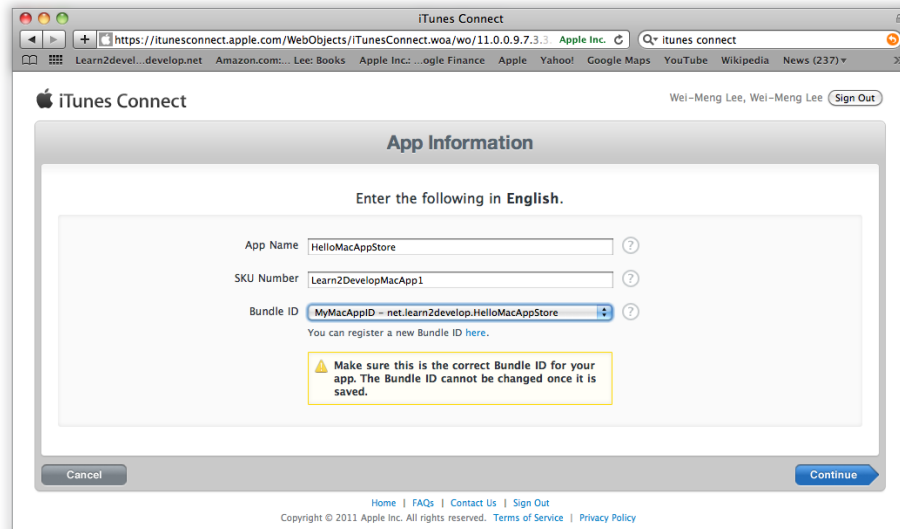 iTunes Connect
https://itunesconnect.apple.com/WebObjects/iTunesConnect.woa/wo/11.0.0.9.7.3.3. Apple Inc. itunes connect
Learn2devel...develop.net Amazon.com:... Lee: Books Apple Inc.: ...ogle Finance Apple Yahoo! Google Maps YouTube Wikipedia News (237)
iTunes Connect Wei-Meng Lee, Wei-Meng Lee Sign Out
App Information
Enter the following in English.
App Name HelloMacAppStore ?
SKU Number Learn2DevelopMacApp1 ?
Bundle ID MyMacAppID - net.learn2develop.HelloMacAppStore ?
You can register a new Bundle ID here.
Make sure this is the correct Bundle ID for your
app. The Bundle ID cannot be changed once it is
saved.
Cancel Continue
Home | FAQs | Contact Us | Sign Out
Copyright © 2011 Apple Inc. All rights reserved. Terms of Service | Privacy Policy